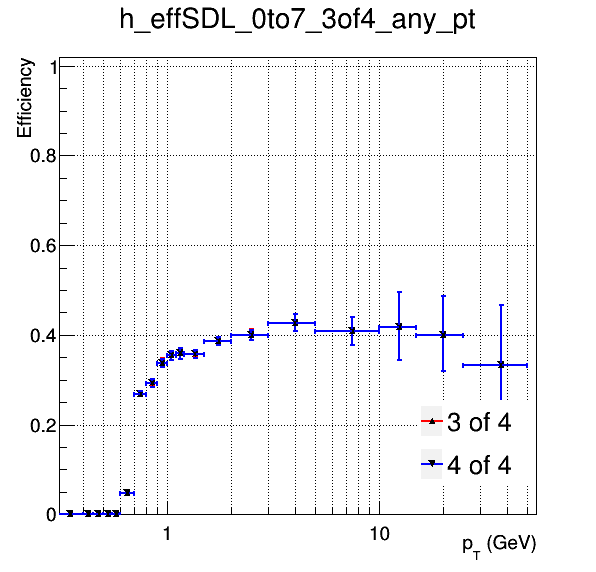 h_effSDL_0to7_3of4_any_pt
Efficiency
1
0.8
0.6
0.4
0.2
0
3 of 4
4 of 4
1
10
p_T (GeV)